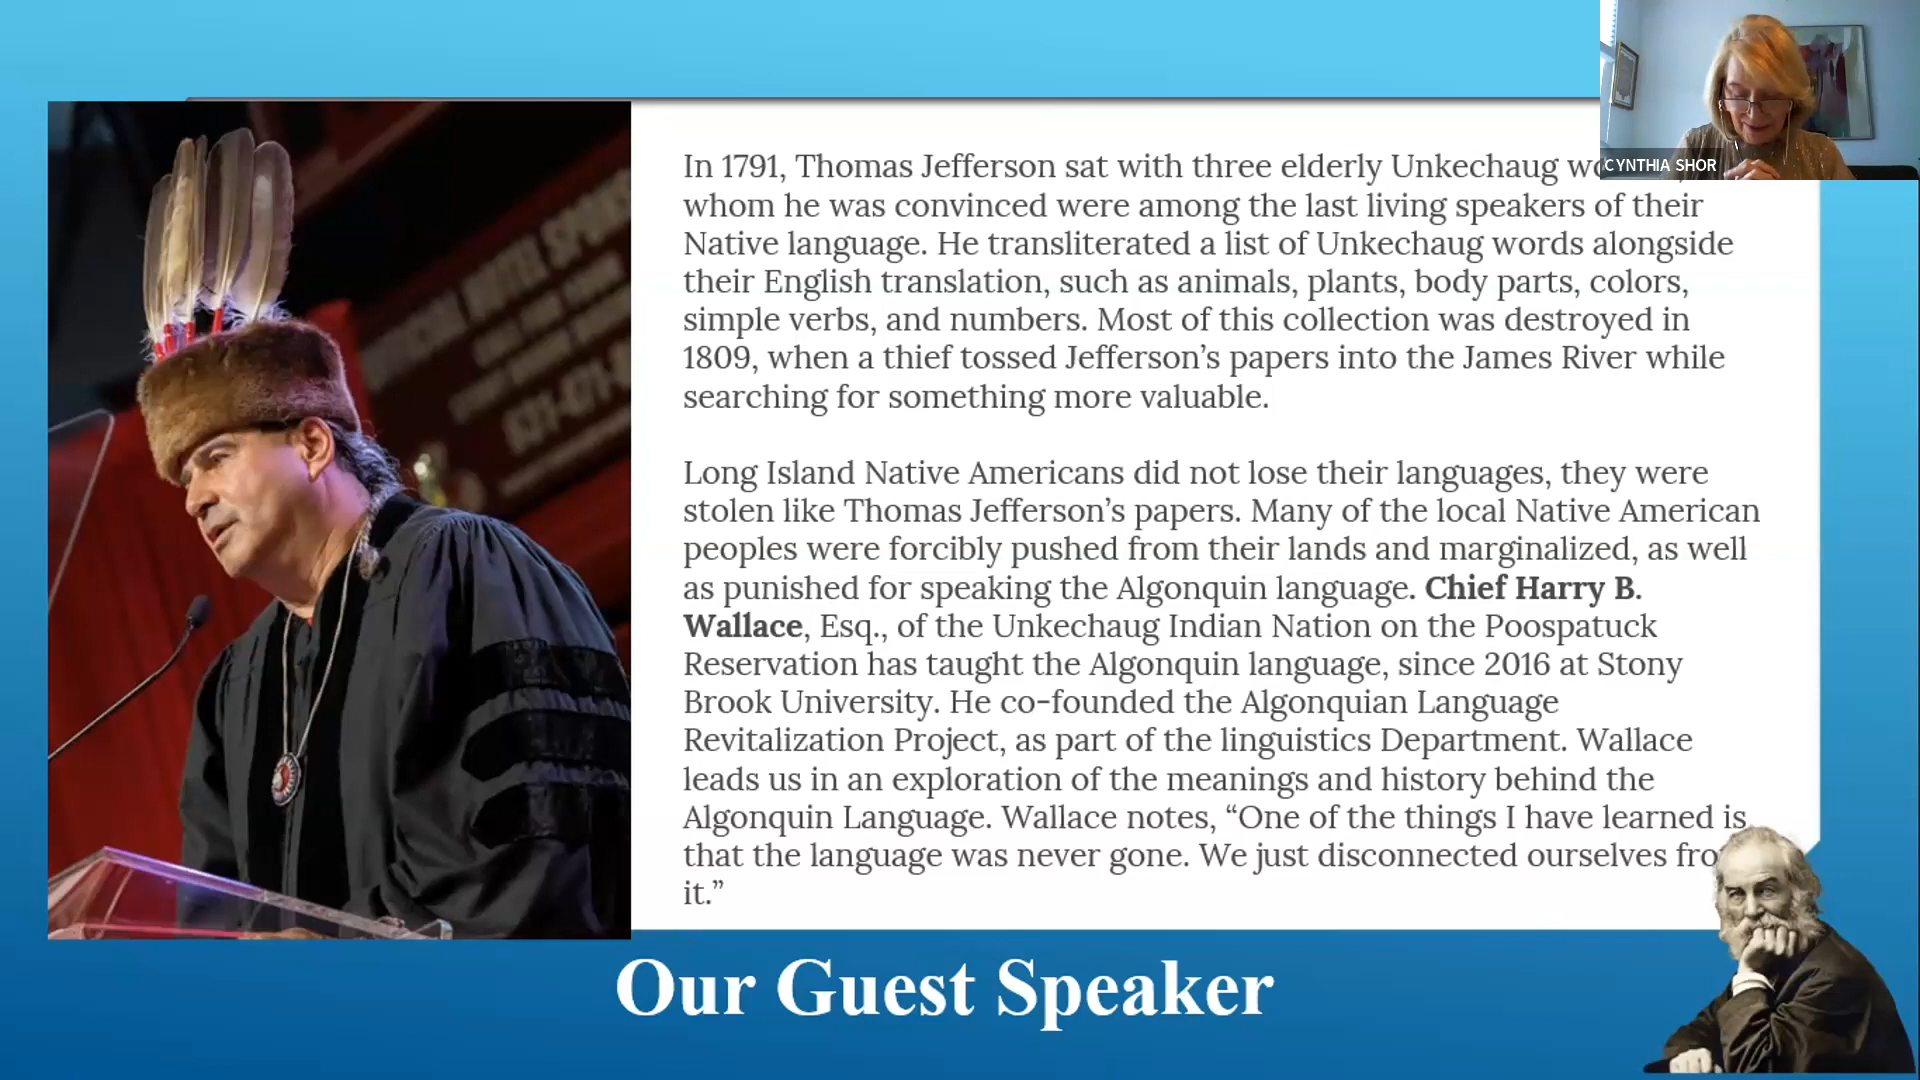 CYNTHIA SHOR
In 1791, Thomas Jefferson sat with three elderly Unkechaug
whom he was convinced were among the last living speakers of their
Native language. He transliterated a list of Unkechaug words alongside
their English translation, such as animals, plants, body parts, colors,
simple verbs, and numbers. Most of this collection was destroyed in
1809, when a thief tossed Jefferson’s papers into the James River while
searching for something more valuable.
Long Island Native Americans did not lose their languages, they were
stolen like Thomas Jefferson’s papers. Many of the local Native American
peoples were forcibly pushed from their lands and marginalized, as well
as punished for speaking the Algonquin language. Chief Harry B.
Wallace, Esq., of the Unkechaug Indian Nation on the Poospatuck
Reservation has taught the Algonquin language, since 2016 at Stony
Brook University. He co-founded the Algonquian Language
Revitalization Project, as part of the linguistics Department. Wallace
leads us in an exploration of the meanings and history behind the
Algonquin Language. Wallace notes, “One of the things I have learned is
that the language was never gone. We just disconnected ourselves
it.”
Our Guest Speaker